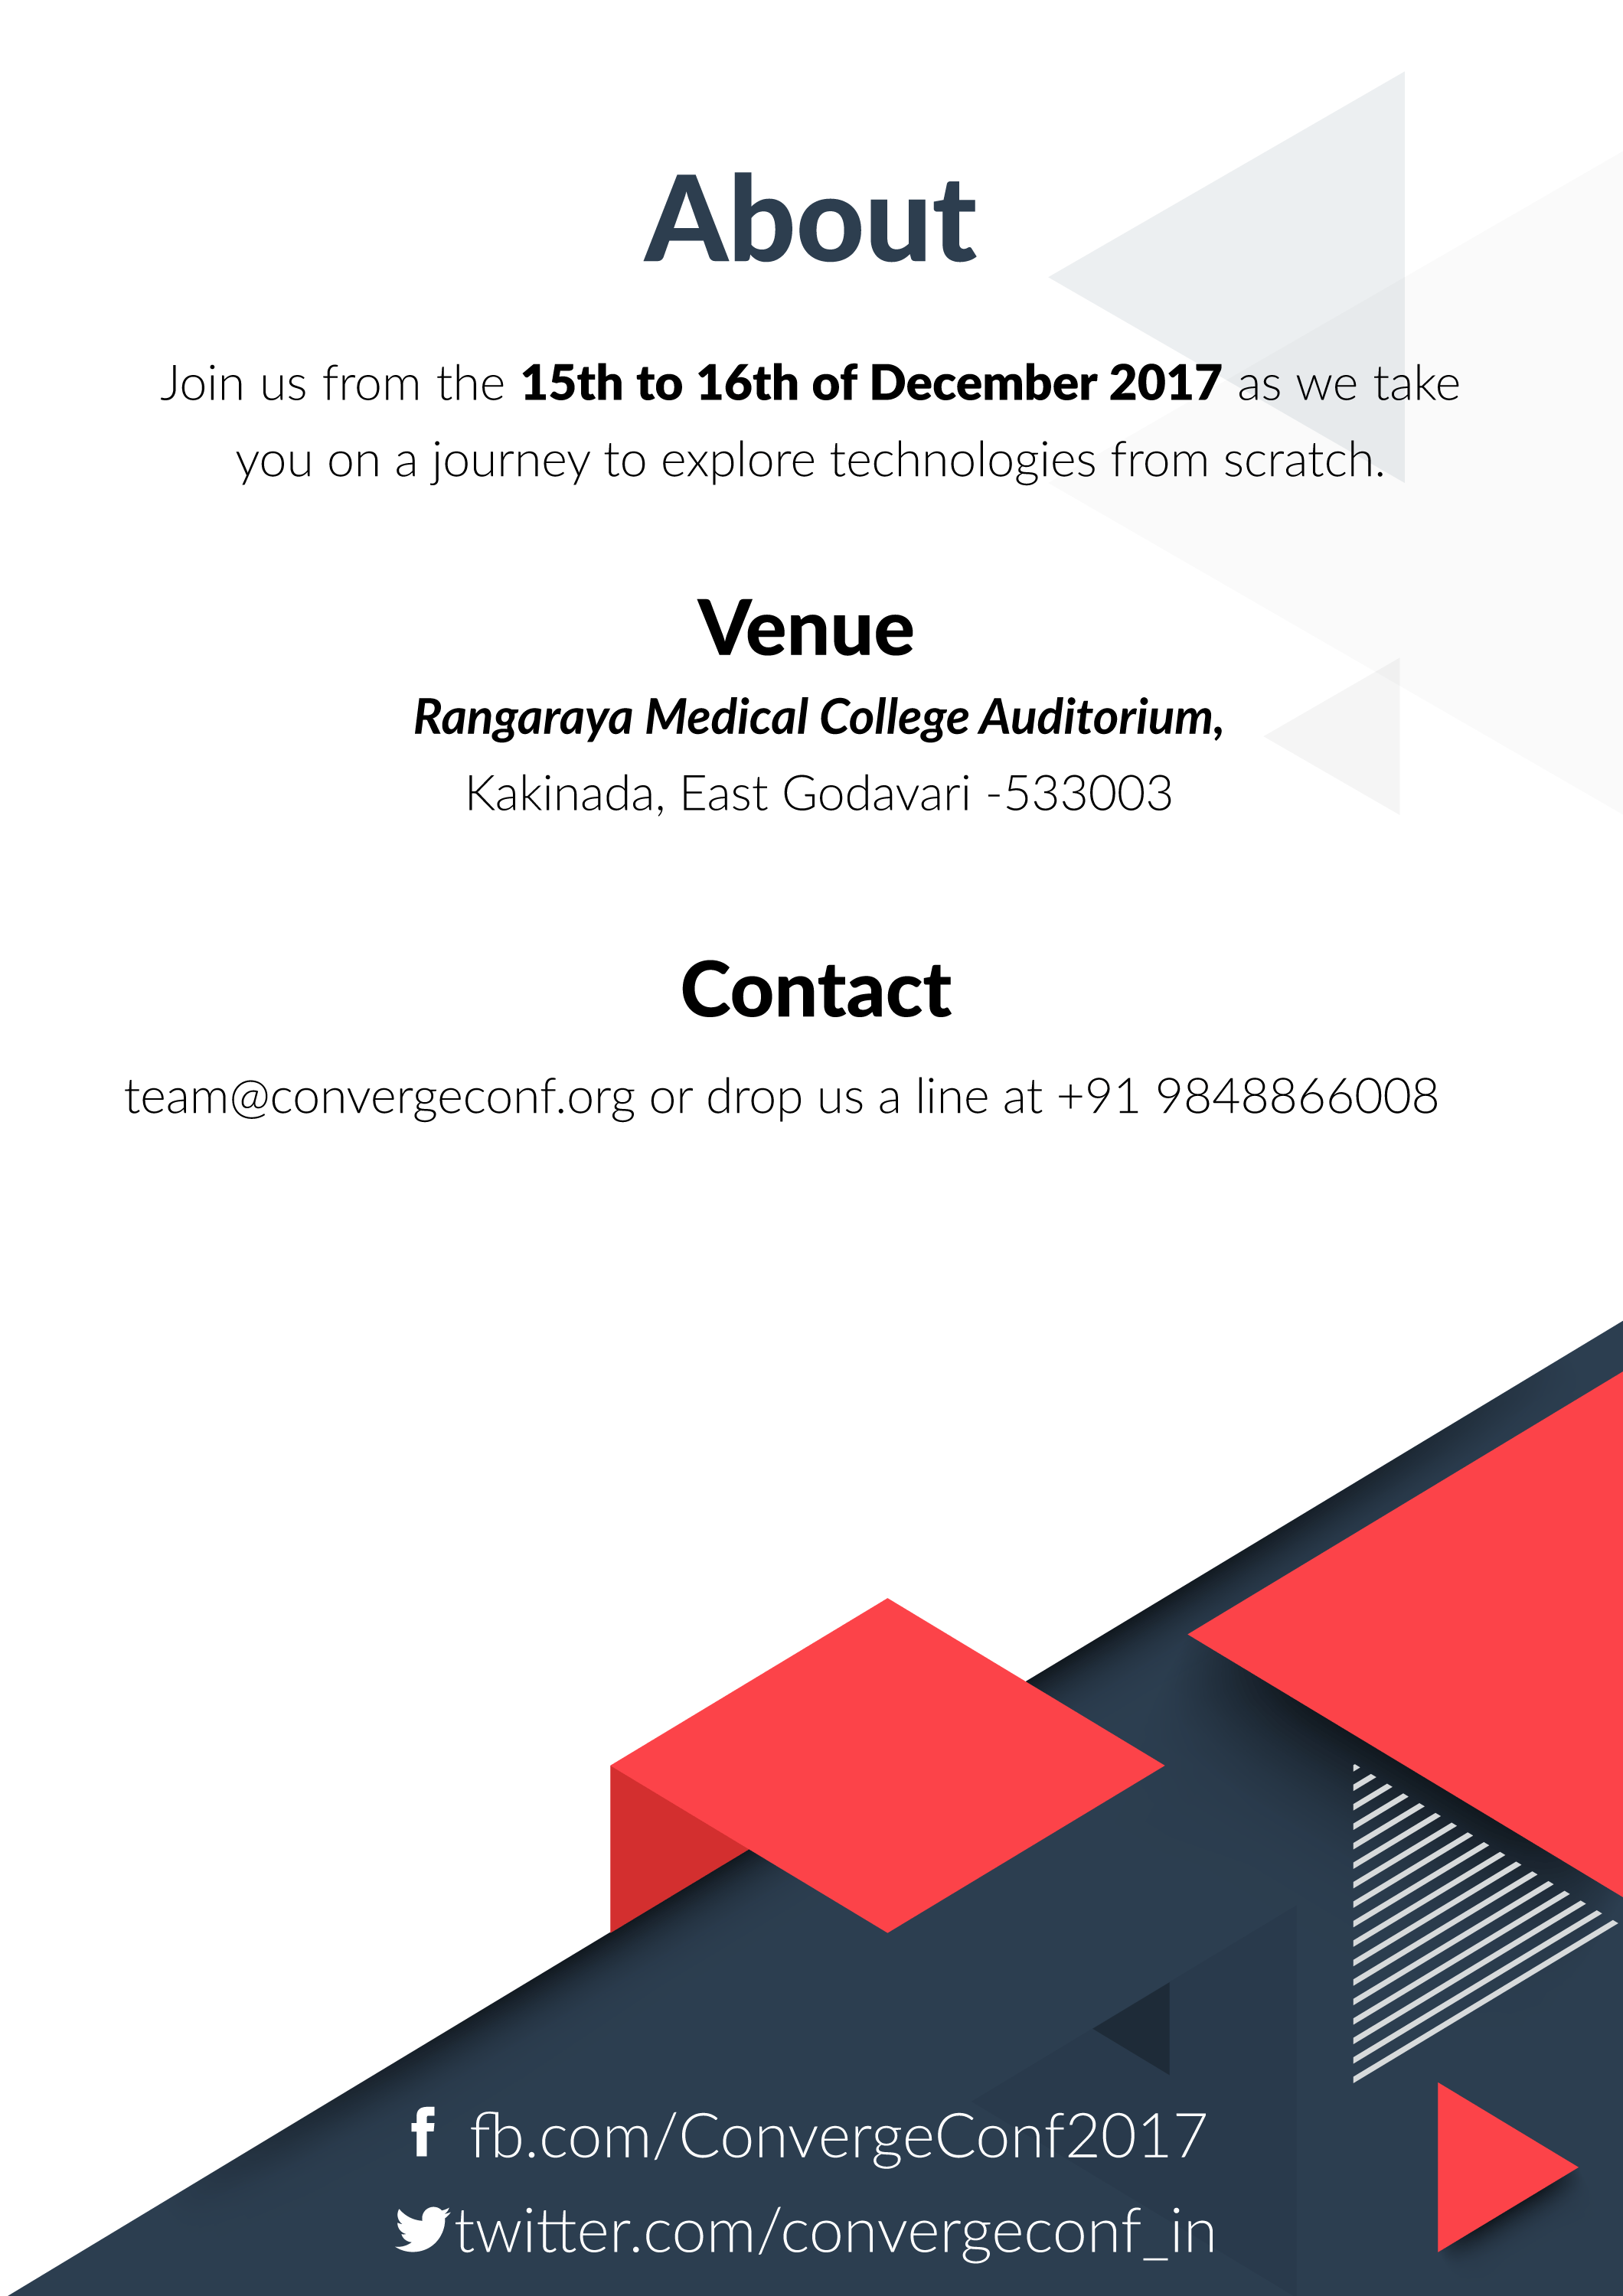 About
Join us from the 15th to 16th of December 2017 as we take
you on a journey to explore technologies from scratch.
Venue
Rangaraya Medical College Auditorium,
Kakinada, East Godavari -533003
Contact
team@convergeconf.org or drop us a line at +91 9848866008
fb.com/ConvergeConf2017
twitter.com/convergeconf_in